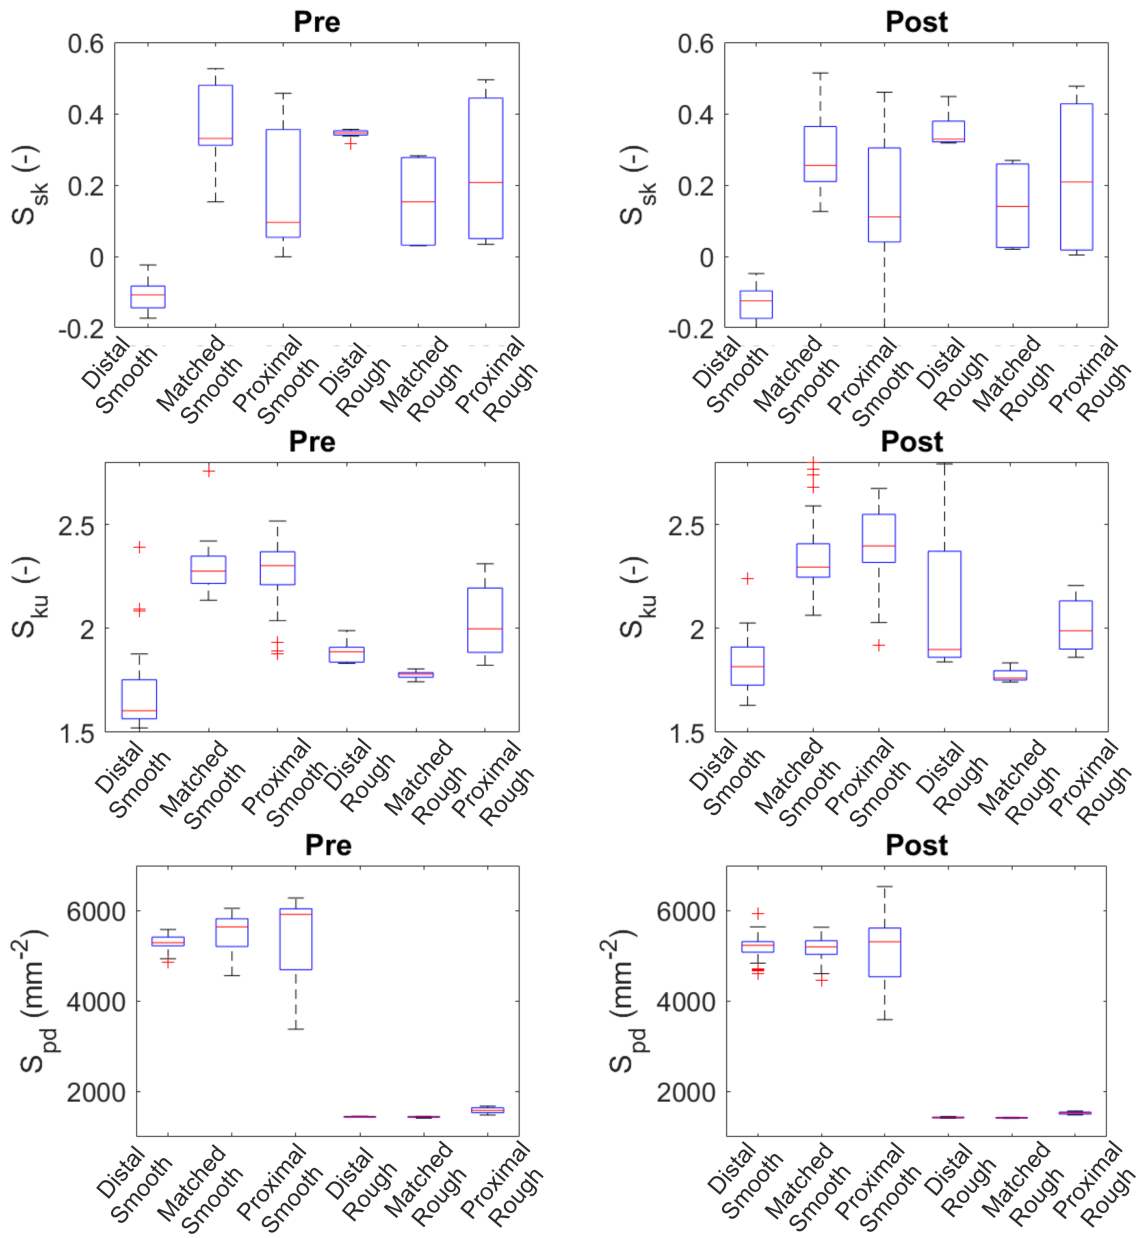 Pre
0.6
0.4
0.2
0
-0.2
S_sk (-)
Distal
Smooth
Matched
Smooth
Proximal
Smooth
Distal
Rough
Matched
Rough
Proximal
Rough
Post
0.6
0.4
0.2
0
-0.2
S_sk (-)
Distal
Smooth
Matched
Smooth
Proximal
Smooth
Distal
Rough
Matched
Rough
Proximal
Rough
Pre
2.5
2
1.5
S_ku (-)
Distal
Smooth
Matched
Smooth
Proximal
Smooth
Distal
Rough
Matched
Rough
Proximal
Rough
Post
2.5
2
1.5
S_ku (-)
Distal
Smooth
Matched
Smooth
Proximal
Smooth
Distal
Rough
Matched
Rough
Proximal
Rough
Pre
6000
4000
2000
S_pd (mm^-2)
Distal
Smooth
Matched
Smooth
Proximal
Smooth
Distal
Rough
Matched
Rough
Proximal
Rough
Post
6000
4000
2000
S_pd (mm^-2)
Distal
Smooth
Matched
Smooth
Proximal
Smooth
Distal
Rough
Matched
Rough
Proximal
Rough